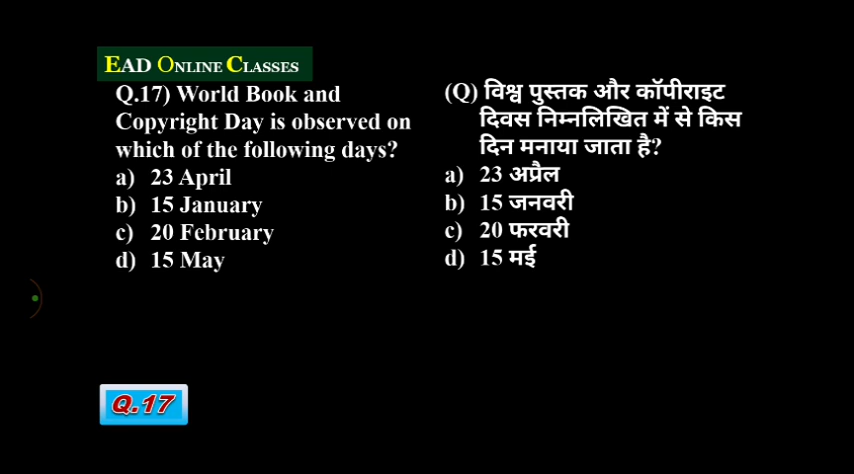 EAD ONLINE CLASSES
Q.17) World Book and
Copyright Day is observed on
which of the following days?
a) 23 April
b) 15 January
c) 20 February
d) 15 May
(Q) विश्व पुस्तक और कॉपीराइट
दिवस निम्नलिखित में से किस
दिन मनाया जाता है?
a) 23 अप्रैल
b) 15 जनवरी
c) 20 फरवरी
d) 15 मई
Q.17